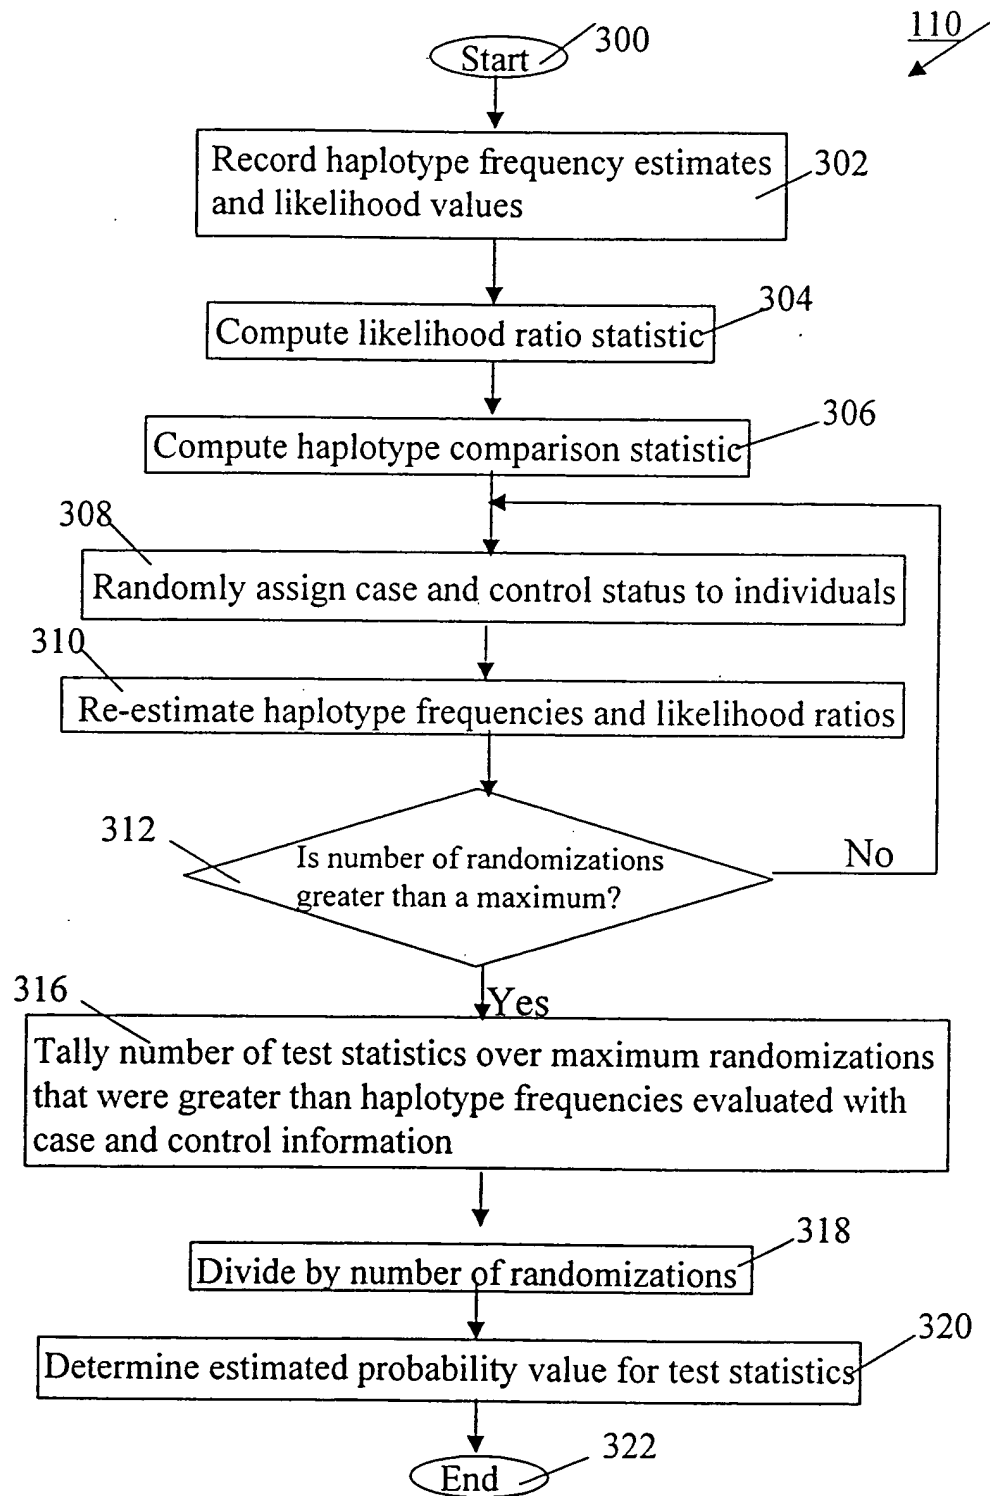 110
Start
300
Record haplotype frequency estimates
and likelihood values
302
Compute likelihood ratio statistic
304
Compute haplotype comparison statistic
306
308
Randomly assign case and control status to individuals
310
Re-estimate haplotype frequencies and likelihood ratios
312
Is number of randomizations
greater than a maximum?
No
Yes
316
Tally number of test statistics over maximum randomizations
that were greater than haplotype frequencies evaluated with
case and control information
318
Divide by number of randomizations
320
Determine estimated probability value for test statistics
322
End